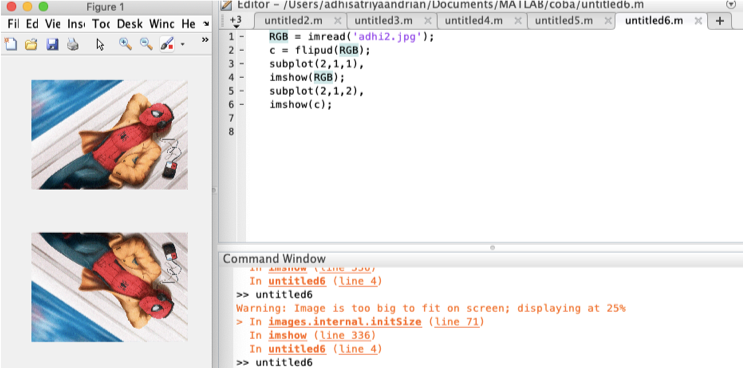 Figure 1
Fil Ed Vie Ins Toc Desk Winc He
Editor – /Users/adhisatriyaandrian/Documents/MATLAB/coba/untitled6.m
+3 untitled2.m × untitled3.m × untitled4.m × untitled5.m × untitled6.m × +
1 – RGB = imread('adhi2.jpg');
2 – c = flipud(RGB);
3 – subplot(2,1,1),
4 – imshow(RGB);
5 – subplot(2,1,2),
6 – imshow(c);
7
8
Command Window
In imshow (line 336)
In untitled6 (line 4)
>> untitled6
Warning: Image is too big to fit on screen; displaying at 25%
> In images.internal.initSize (line 71)
In imshow (line 336)
In untitled6 (line 4)
>> untitled6